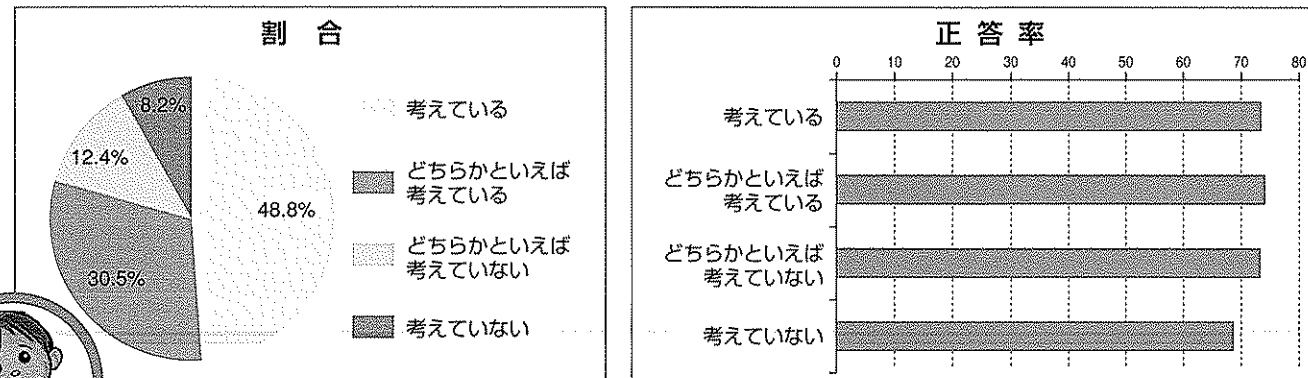 割 合
8.2%
12.4%
30.5%
48.8%
考えている
どちらかといえば
考えている
どちらかといえば
考えていない
考えていない
正 答 率
0 10 20 30 40 50 60 70 80
考えている
どちらかといえば
考えている
どちらかといえば
考えていない
考えていない